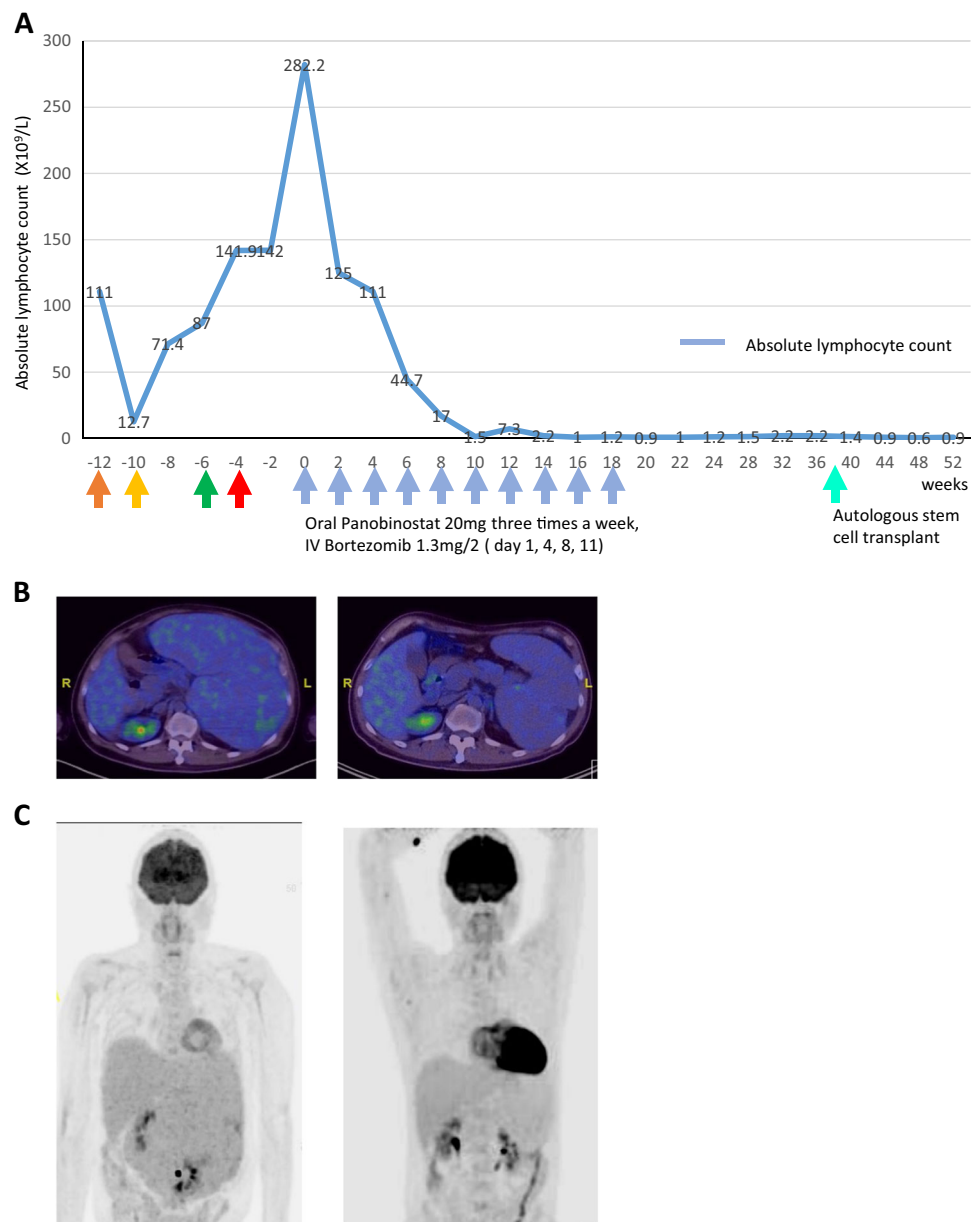 A
300
282.2
250
200
150
141.9
142
125
111
111
100
87
71.4
Absolute lymphocyte count (X10⁹/L)
Absolute lymphocyte count
50
44.7
12.7
17
1.5
7.3
2.2
1
1.2
0.9
1
1.2
1.5
2.2
2.2
1.4
0.9
0.6
0.9
0
-12 -10 -8 -6 -4 -2 0 2 4 6 8 10 12 14 16 18 20 22 24 28 32 36 40 44 48 52
weeks
Oral Panobinostat 20mg three times a week,
IV Bortezomib 1.3mg/2 ( day 1, 4, 8, 11)
Autologous stem
cell transplant
B
R
L
R
L
C